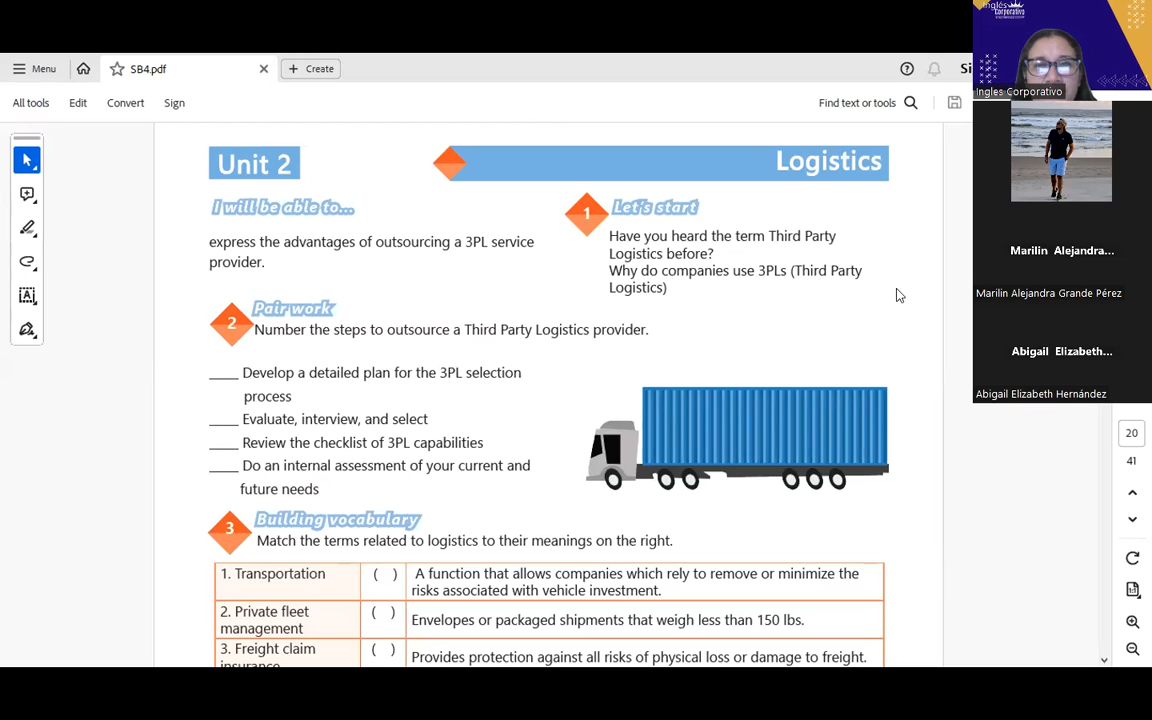 Menu
SB4.pdf
Create
All tools
Edit
Convert
Sign
Find text or tools
Unit 2
Logistics
I will be able to...
express the advantages of outsourcing a 3PL service
provider.
1
Let's start
Have you heard the term Third Party
Logistics before?
Why do companies use 3PLs (Third Party
Logistics)
2
Pair work
Number the steps to outsource a Third Party Logistics provider.
____ Develop a detailed plan for the 3PL selection
process
____ Evaluate, interview, and select
____ Review the checklist of 3PL capabilities
____ Do an internal assessment of your current and
future needs
3
Building vocabulary
Match the terms related to logistics to their meanings on the right.
1. Transportation ( ) A function that allows companies which rely to remove or minimize the
risks associated with vehicle investment.
2. Private fleet
management ( ) Envelopes or packaged shipments that weigh less than 150 lbs.
3. Freight claim
insurance ( ) Provides protection against all risks of physical loss or damage to freight.
20
41
Inglés
Corporativo
Ingles Corporativo
Marilin Alejandra...
Marilin Alejandra Grande Pérez
Abigail Elizabeth...
Abigail Elizabeth Hernández